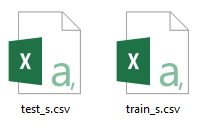 X a, X a,
test_s.csv train_s.csv